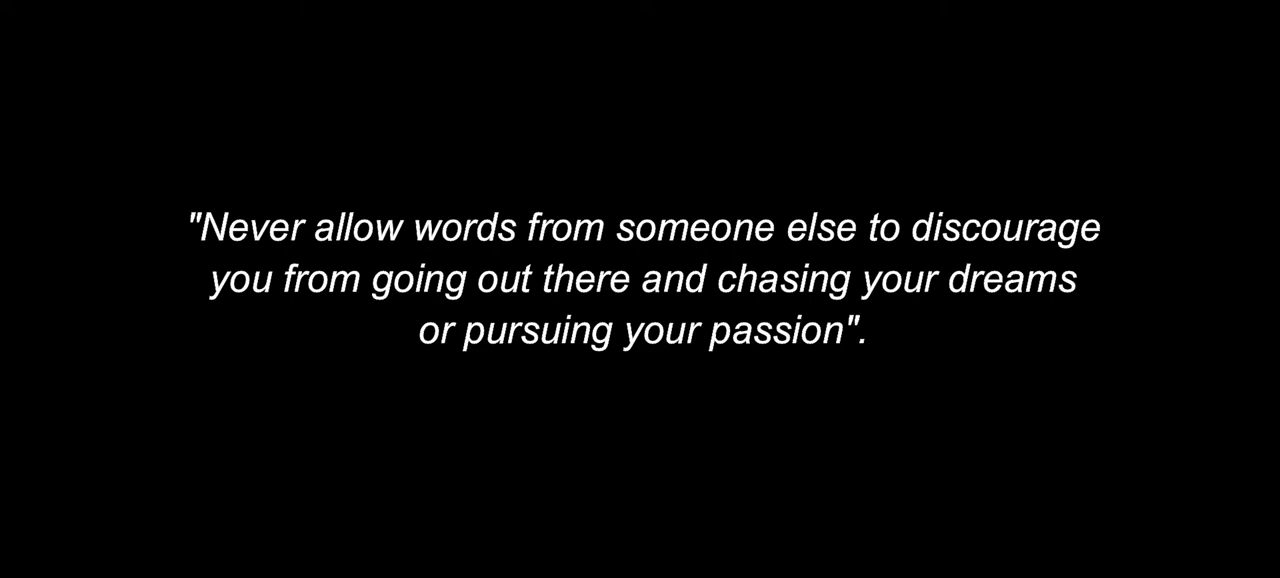 "Never allow words from someone else to discourage
you from going out there and chasing your dreams
or pursuing your passion".